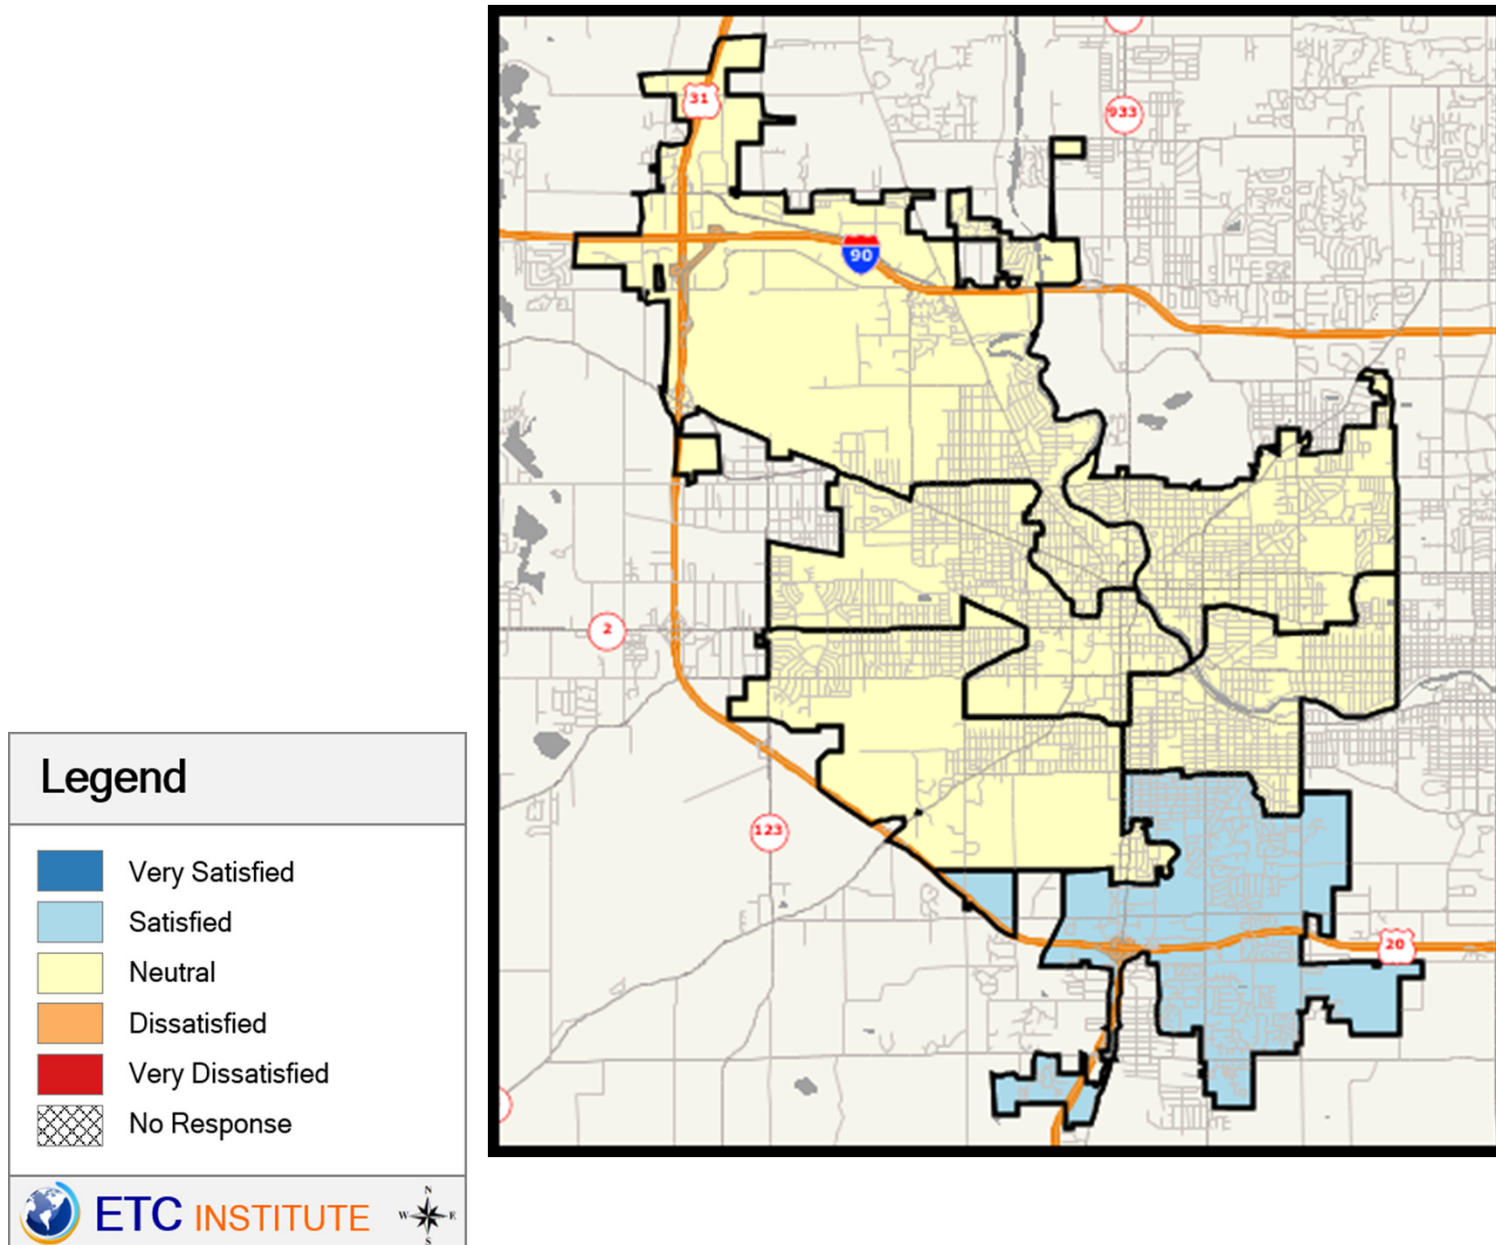 31
933
90
2
123
20
Legend
Very Satisfied
Satisfied
Neutral
Dissatisfied
Very Dissatisfied
No Response
ETC INSTITUTE
N
W E
S